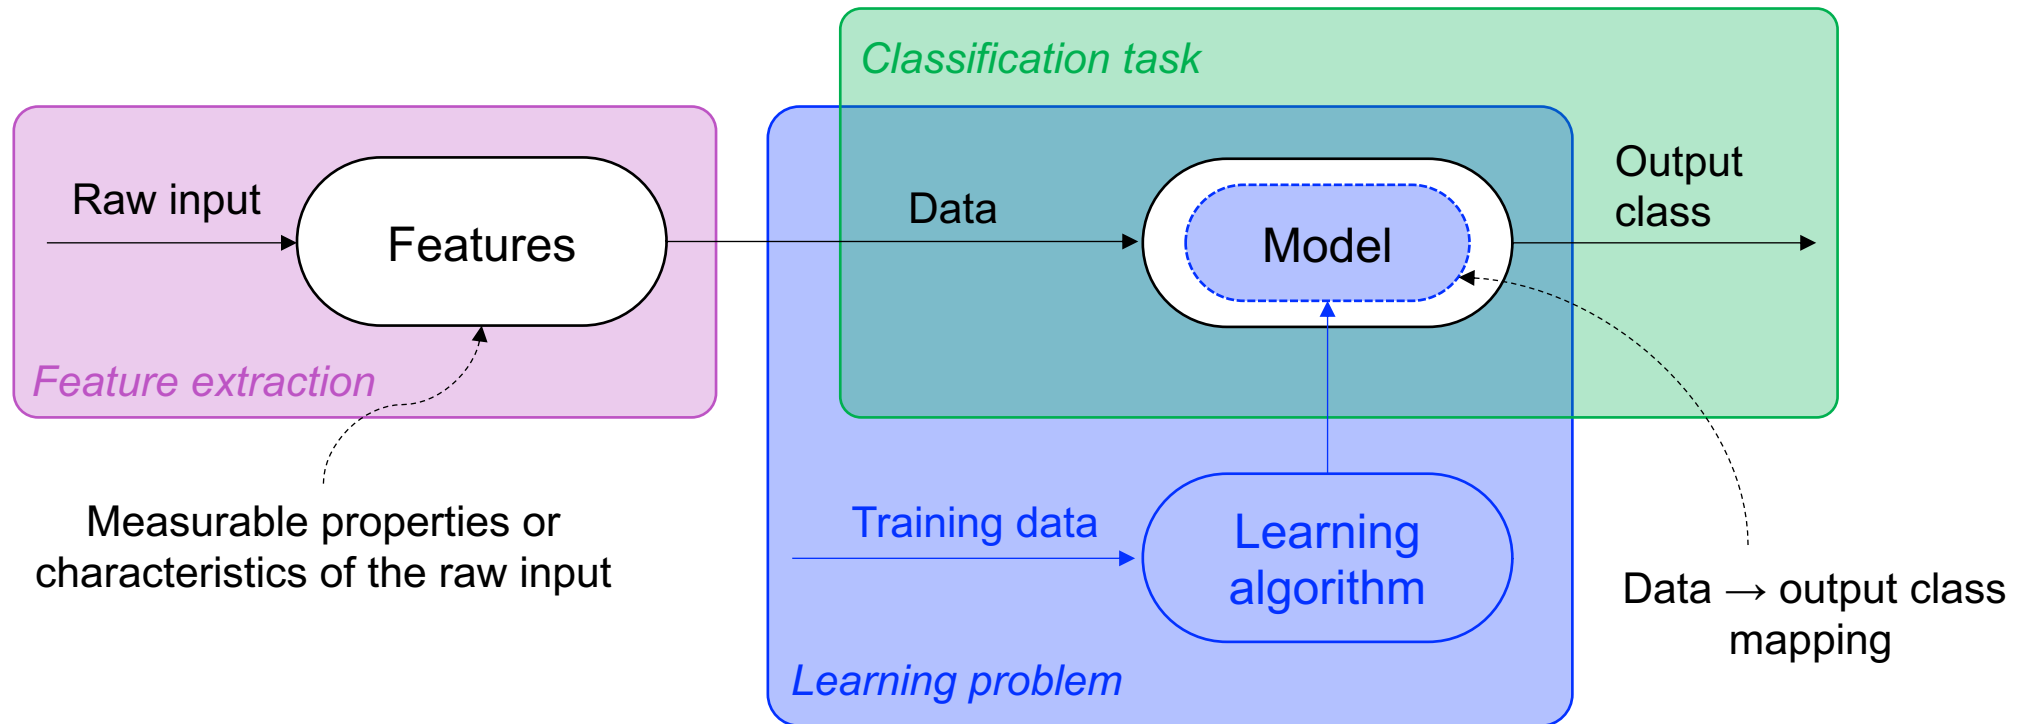 Classification task
Raw input
Features
Feature extraction
Measurable properties or
characteristics of the raw input
Data
Model
Output
class
Training data
Learning
algorithm
Learning problem
Data → output class
mapping